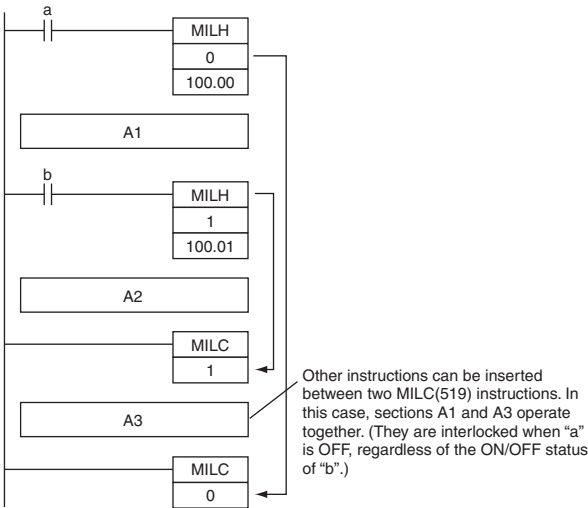 a
MILH
0
100.00
A1
b
MILH
1
100.01
A2
MILC
1
Other instructions can be inserted
between two MILC(519) instructions. In
this case, sections A1 and A3 operate
together. (They are interlocked when “a”
is OFF, regardless of the ON/OFF status
of “b”.)
A3
MILC
0